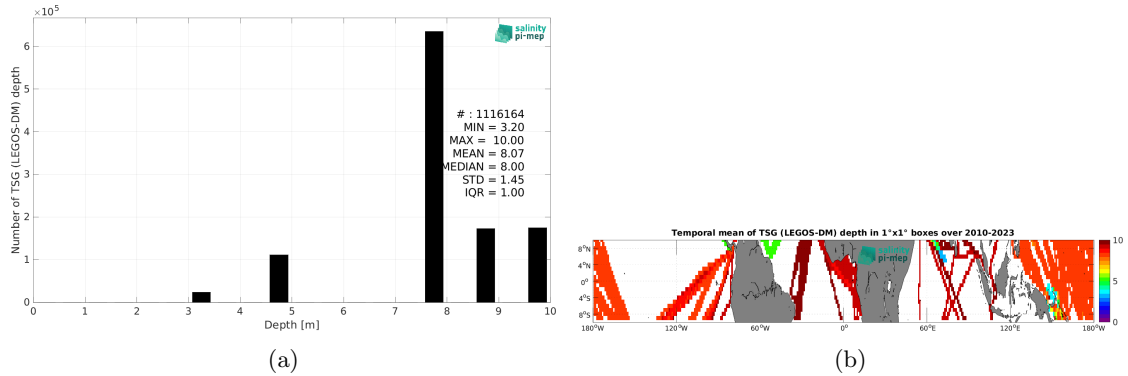 ×10⁵
salinity
pi-mep
6
5
4
3
2
1
0
Number of TSG (LEGOS-DM) depth
# : 1116164
MIN = 3.20
MAX = 10.00
MEAN = 8.07
MEDIAN = 8.00
STD = 1.45
IQR = 1.00
0 1 2 3 4 5 6 7 8 9 10
Depth [m]
(a)
Temporal mean of TSG (LEGOS-DM) depth in 1°x1° boxes over 2010-2023
salinity
pi-mep
8°N
4°N
0°
4°S
8°S
180°W 120°W 60°W 0° 60°E 120°E 180°W
10
5
0
(b)